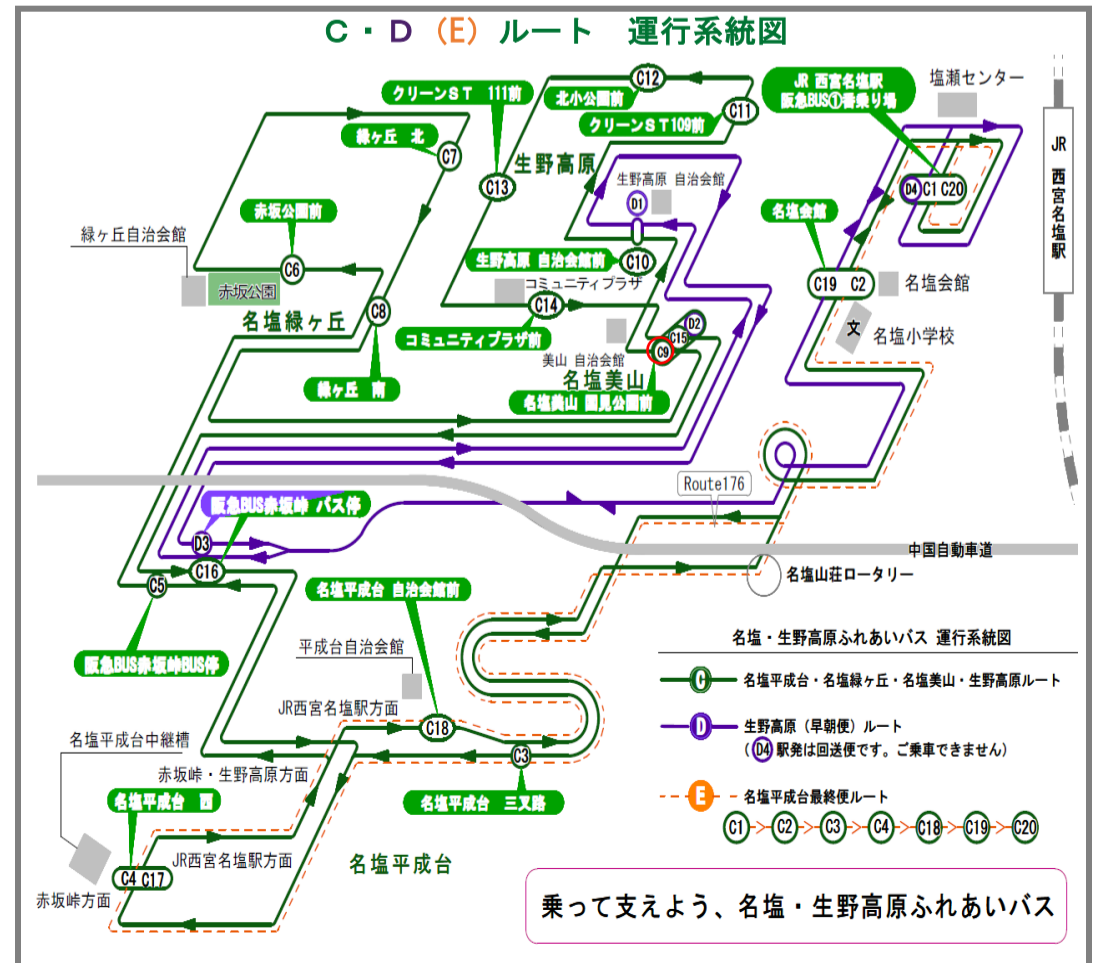 C・D (E) ルート 運行系統図
クリーンST 111前
C12
北小公園前
C11
クリーンST109前
JR 西宮名塩駅
阪急BUS①番乗り場
塩瀬センター
JR 西宮名塩駅
緑ヶ丘 北
C7
生野高原
C13
生野高原 自治会館
D1
D4 C1 C20
赤坂公園前
名塩会館
緑ヶ丘自治会館
C6
赤坂公園
生野高原 自治会館前
C10
コミュニティプラザ
C19 C2
名塩会館
名塩緑ヶ丘
C8
C14
コミュニティプラザ前
D2
C15
C9
文
名塩小学校
美山 自治会館
名塩美山
緑ヶ丘 南
名塩美山 国見公園前
Route176
阪急BUS赤坂峠 バス停
D3
中国自動車道
C16
C5
名塩平成台 自治会館前
名塩山荘ロータリー
平成台自治会館
阪急BUS赤坂峠BUS停
名塩・生野高原ふれあいバス 運行系統図
C 名塩平成台・名塩緑ヶ丘・名塩美山・生野高原ルート
JR西宮名塩駅方面
C18
D 生野高原（早朝便）ルート
（D4 駅発は回送便です。ご乗車できません）
名塩平成台中継槽
C3
赤坂峠・生野高原方面
名塩平成台 西
名塩平成台 三叉路
E 名塩平成台最終便ルート
C1 > C2 > C3 > C4 > C18 > C19 > C20
JR西宮名塩駅方面
名塩平成台
C4 C17
赤坂峠方面
乗って支えよう、名塩・生野高原ふれあいバス